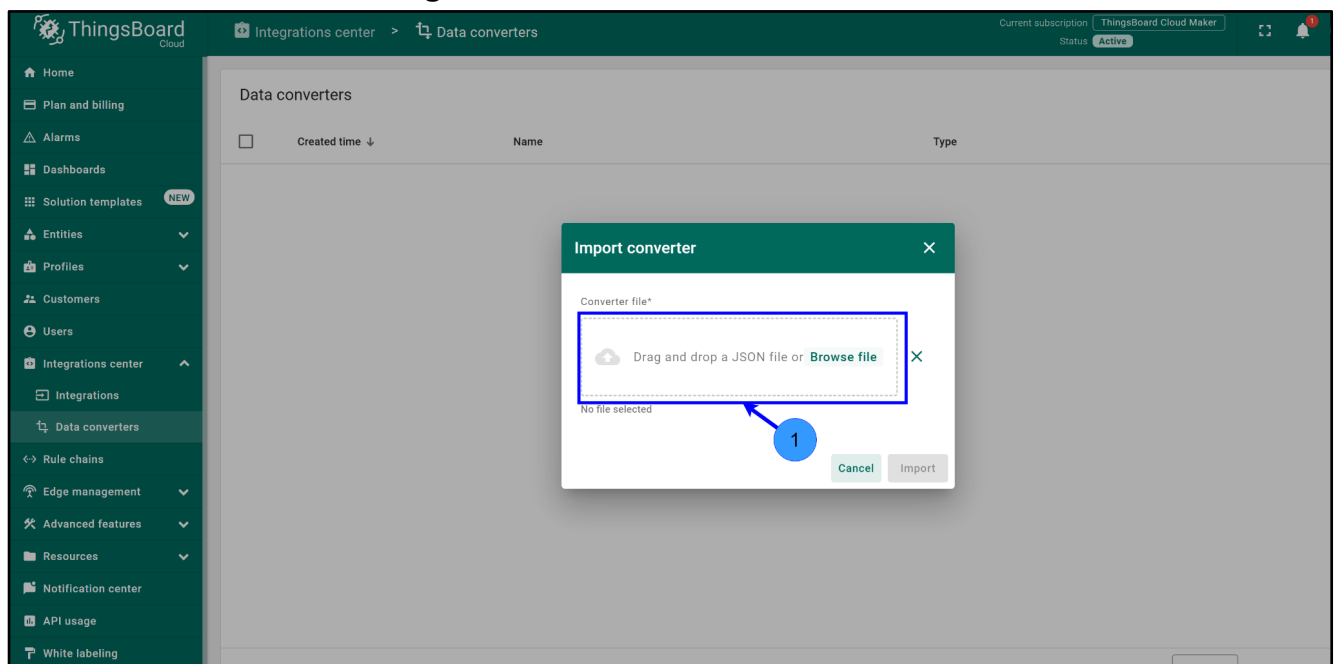 ThingsBoard
Cloud
Integrations center > Data converters
Current subscription ThingsBoard Cloud Maker
Status Active
1
Home
Plan and billing
Alarms
Dashboards
Solution templates NEW
Entities
Profiles
Customers
Users
Integrations center
Integrations
Data converters
Rule chains
Edge management
Advanced features
Resources
Notification center
API usage
White labeling
Data converters
Created time Name Type
Import converter
Converter file*
Drag and drop a JSON file or Browse file
No file selected
1
Cancel Import